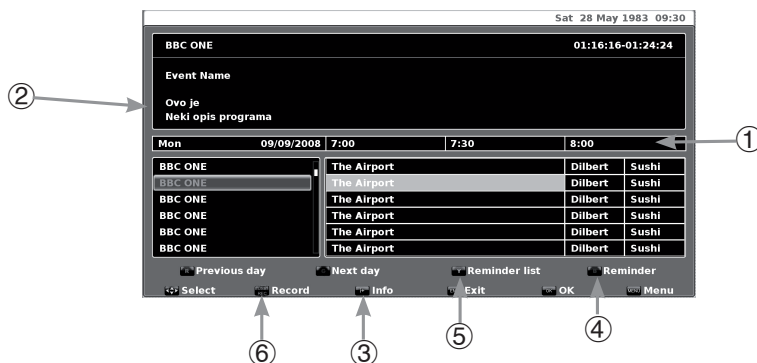 Sat 28 May 1983 09:30
BBC ONE 01:16:16-01:24:24
Event Name
Ovo je
Neki opis programa
② ①
Mon 09/09/2008 7:00 7:30 8:00
BBC ONE The Airport Dilbert Sushi
BBC ONE The Airport Dilbert Sushi
BBC ONE The Airport Dilbert Sushi
BBC ONE The Airport Dilbert Sushi
BBC ONE The Airport Dilbert Sushi
BBC ONE The Airport Dilbert Sushi
Previous day Next day Reminder list Reminder
Select Record Info Exit OK OK MENU Menu
⑥ ③ ⑤ ④